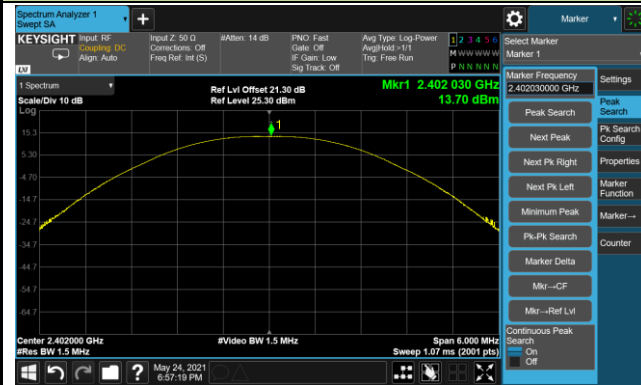 Spectrum Analyzer 1
Swept SA
+
Marker
KEYSIGHT
Input: RF
Coupling: DC
Align: Auto
Input Z: 50 Ω
Corrections: Off
Freq Ref: Int (S)
#Atten: 14 dB
PNO: Fast
Gate: Off
IF Gain: Low
Sig Track: Off
Avg Type: Log-Power
Avg|Hold:>1/1
Trig: Free Run
1 2 3 4 5 6
M W W W W W
P N N N N N
LXI
Select Marker
Marker 1
1 Spectrum
Scale/Div 10 dB
Log
Ref Lvl Offset 21.30 dB
Ref Level 25.30 dBm
Mkr1 2.402 030 GHz
13.70 dBm
1
15.3
5.30
-4.70
-14.7
-24.7
-34.7
-44.7
-54.7
-64.7
Center 2.402000 GHz
#Res BW 1.5 MHz
#Video BW 1.5 MHz
Span 6.000 MHz
Sweep 1.07 ms (2001 pts)
Marker Frequency
2.402030000 GHz
Peak Search
Next Peak
Next Pk Right
Next Pk Left
Minimum Peak
Pk-Pk Search
Marker Delta
Mkr→CF
Mkr→Ref Lvl
Continuous Peak
Search
On
Off
Settings
Peak
Search
Pk Search
Config
Properties
Marker
Function
Marker→
Counter
?
May 24, 2021
6:57:19 PM